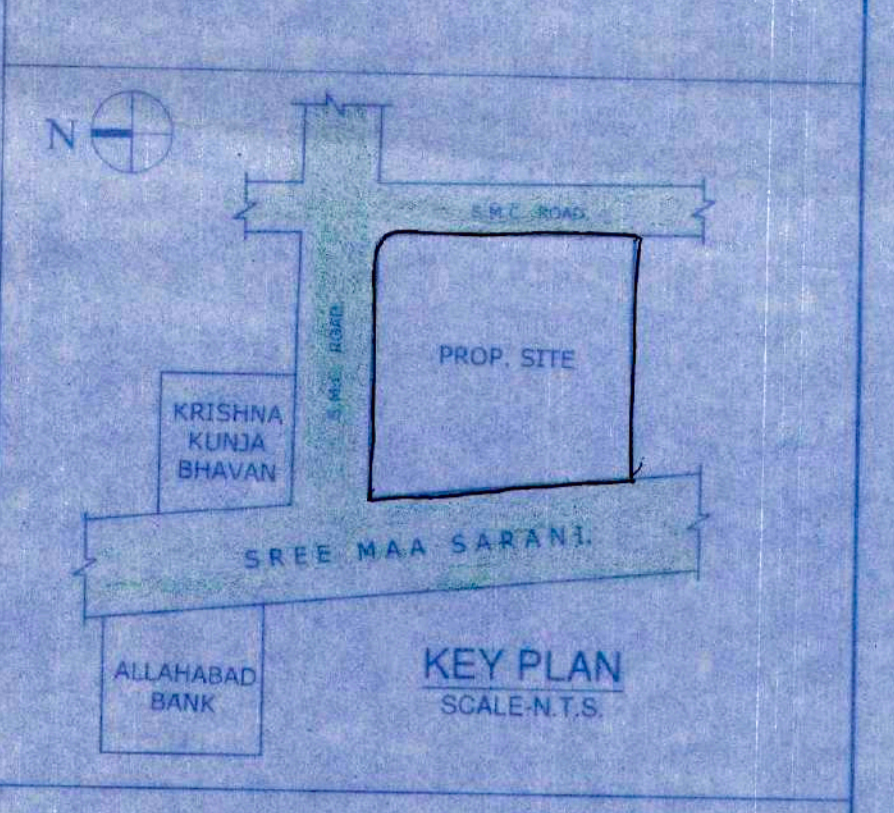 N
S.M.C. ROAD.
S.M.C. ROAD.
PROP. SITE
KRISHNA
KUNJA
BHAVAN
SREE MAA SARANI.
ALLAHABAD
BANK
KEY PLAN
SCALE-N.T.S.